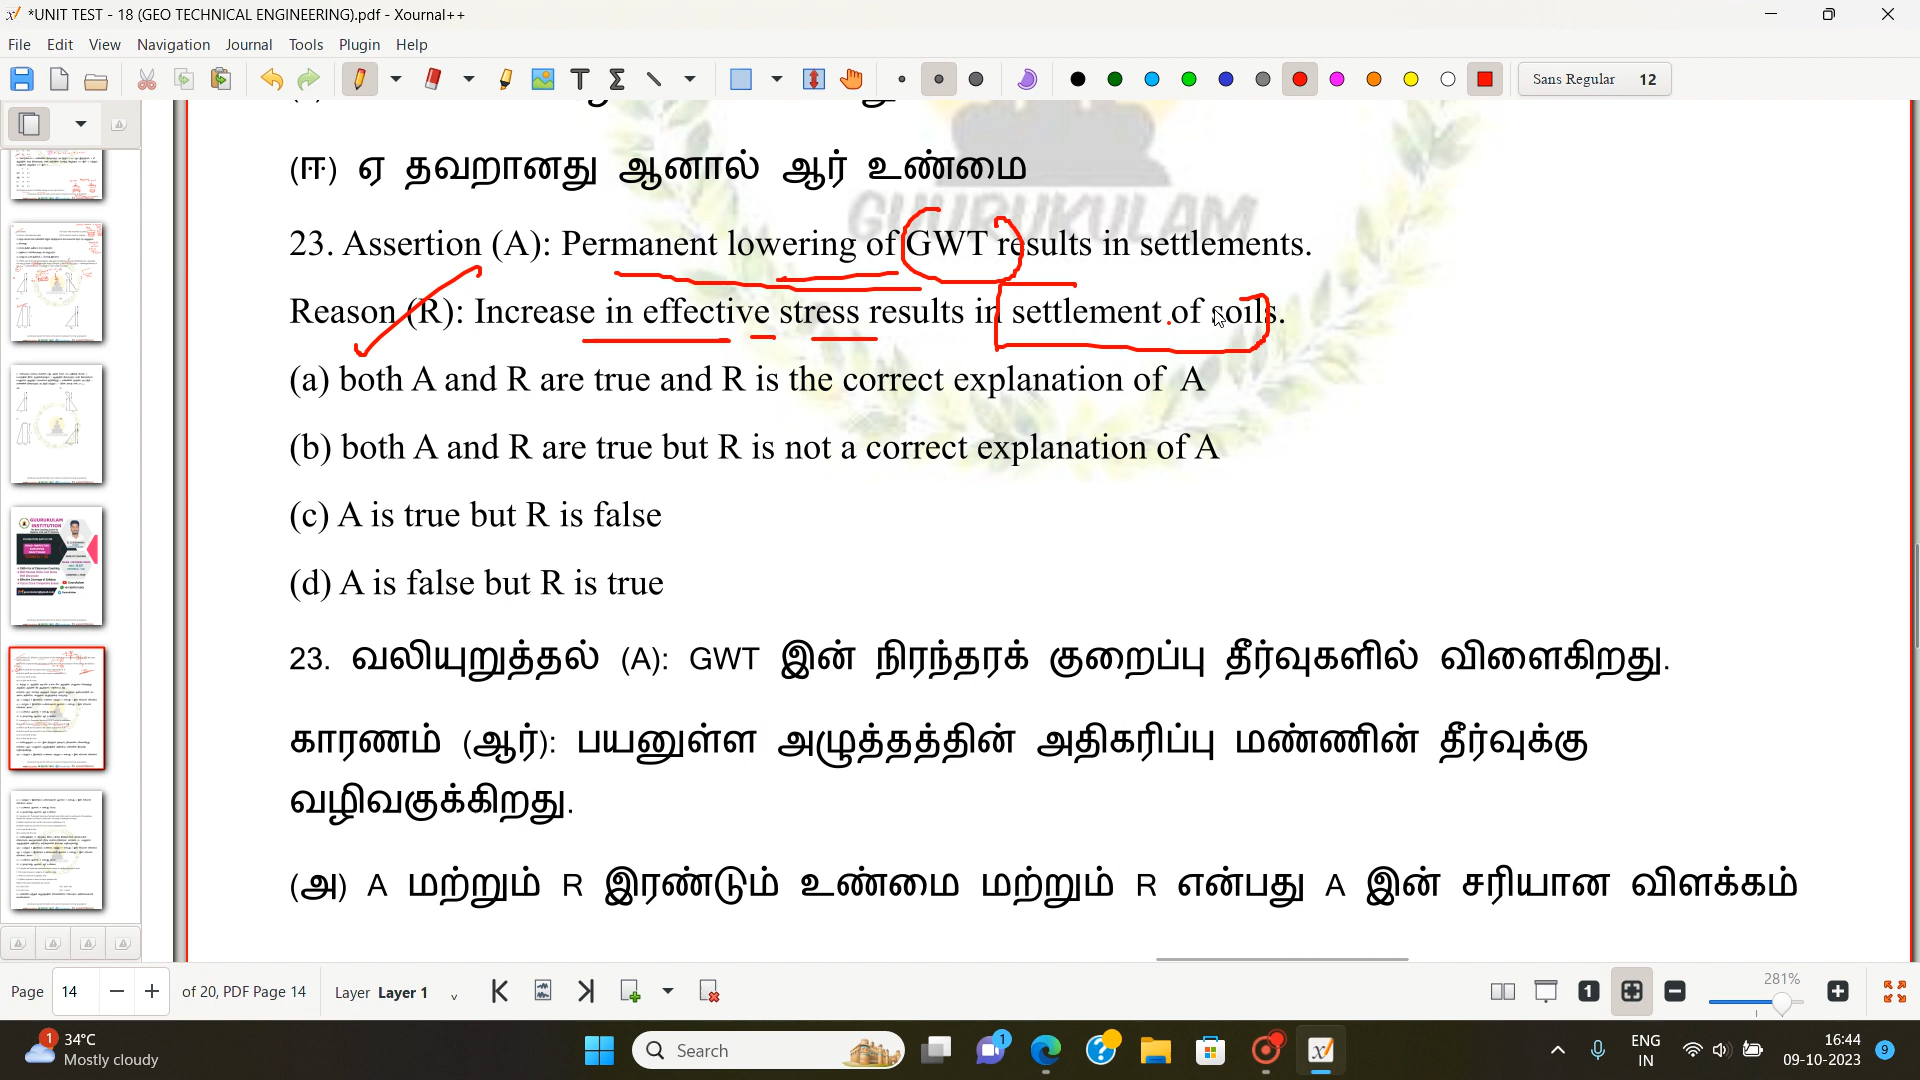 *UNIT TEST - 18 (GEO TECHNICAL ENGINEERING).pdf - Xournal++
File Edit View Navigation Journal Tools Plugin Help
Sans Regular 12
(ஈ) ஏ தவறானது ஆனால் ஆர் உண்மை
GUURUKULAM
23. Assertion (A): Permanent lowering of GWT results in settlements.
Reason (R): Increase in effective stress results in settlement of soils.
(a) both A and R are true and R is the correct explanation of A
(b) both A and R are true but R is not a correct explanation of A
(c) A is true but R is false
(d) A is false but R is true
23. வலியுறுத்தல் (A): GWT இன் நிரந்தரக் குறைப்பு தீர்வுகளில் விளைகிறது.
காரணம் (ஆர்): பயனுள்ள அழுத்தத்தின் அதிகரிப்பு மண்ணின் தீர்வுக்கு
வழிவகுக்கிறது.
(அ) A மற்றும் R இரண்டும் உண்மை மற்றும் R என்பது A இன் சரியான விளக்கம்
Page 14 of 20, PDF Page 14 Layer Layer 1
281%
34°C
Mostly cloudy
Search
ENG
IN
16:44
09-10-2023